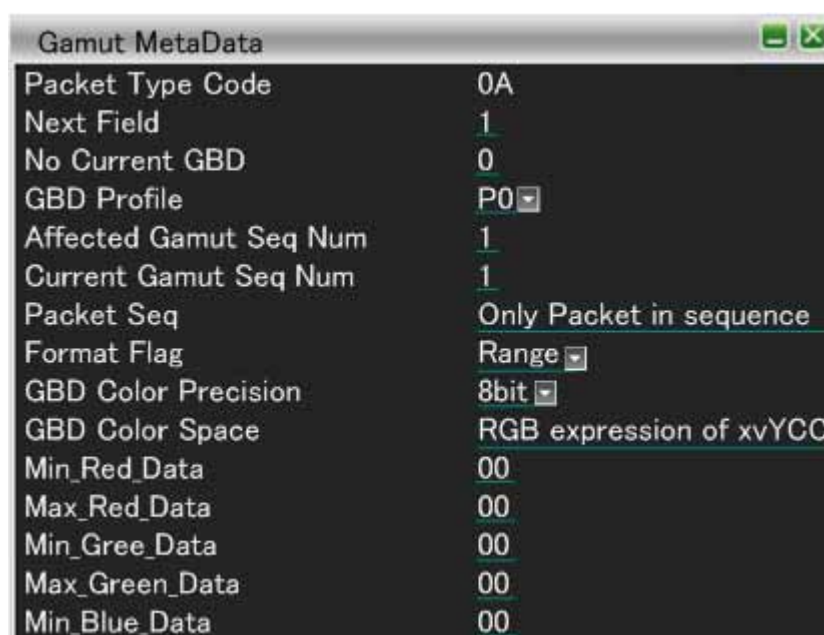 Gamut MetaData
Packet Type Code 0A
Next Field 1
No Current GBD 0
GBD Profile P0
Affected Gamut Seq Num 1
Current Gamut Seq Num 1
Packet Seq Only Packet in sequence
Format Flag Range
GBD Color Precision 8bit
GBD Color Space RGB expression of xvYCC
Min_Red_Data 00
Max_Red_Data 00
Min_Gree_Data 00
Max_Green_Data 00
Min_Blue_Data 00